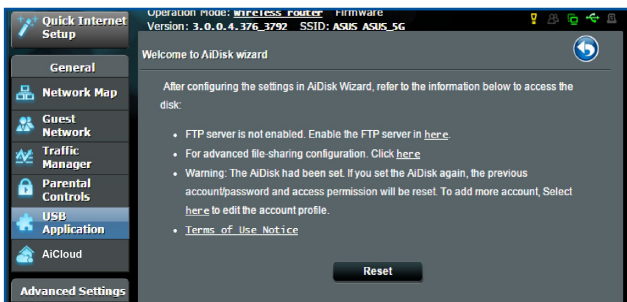 Quick Internet
Setup
General
Network Map
Guest
Network
Traffic
Manager
Parental
Controls
USB
Application
AiCloud
Advanced Settings
Operation Mode: Wireless router Firmware
Version: 3.0.0.4.376_3792 SSID: ASUS ASUS_5G
Welcome to AiDisk wizard
After configuring the settings in AiDisk Wizard, refer to the information below to access the
disk:
• FTP server is not enabled. Enable the FTP server in here.
• For advanced file-sharing configuration. Click here
• Warning: The AiDisk had been set. If you set the AiDisk again, the previous
account/password and access permission will be reset. To add more account, Select
here to edit the account profile.
• Terms of Use Notice
Reset